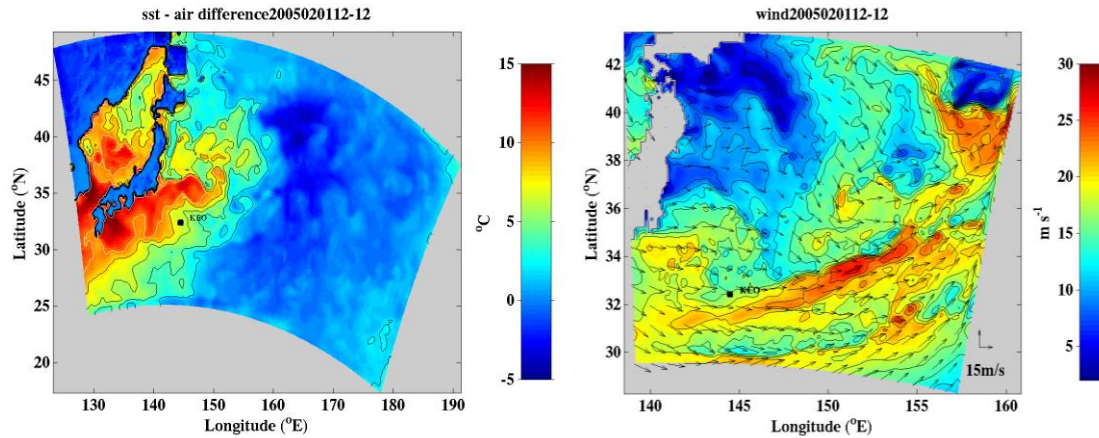 sst - air difference2005020112-12
45
40
35
30
25
20
Latitude (°N)
KEO
130 140 150 160 170 180 190
Longitude (°E)
15
10
5
0
-5
°C
wind2005020112-12
42
40
38
36
34
32
30
Latitude (°N)
KEO
15m/s
140 145 150 155 160
Longitude (°E)
30
25
20
15
10
5
m s⁻¹